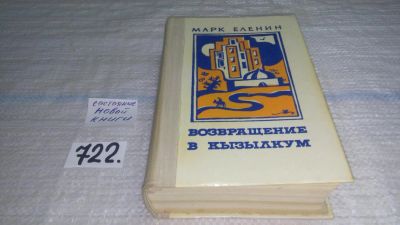 МАРК ЕЛЕНИН
ВОЗВРАЩЕНИЕ
В КЫЗЫЛКУМ
состояние
новой
книги
722.